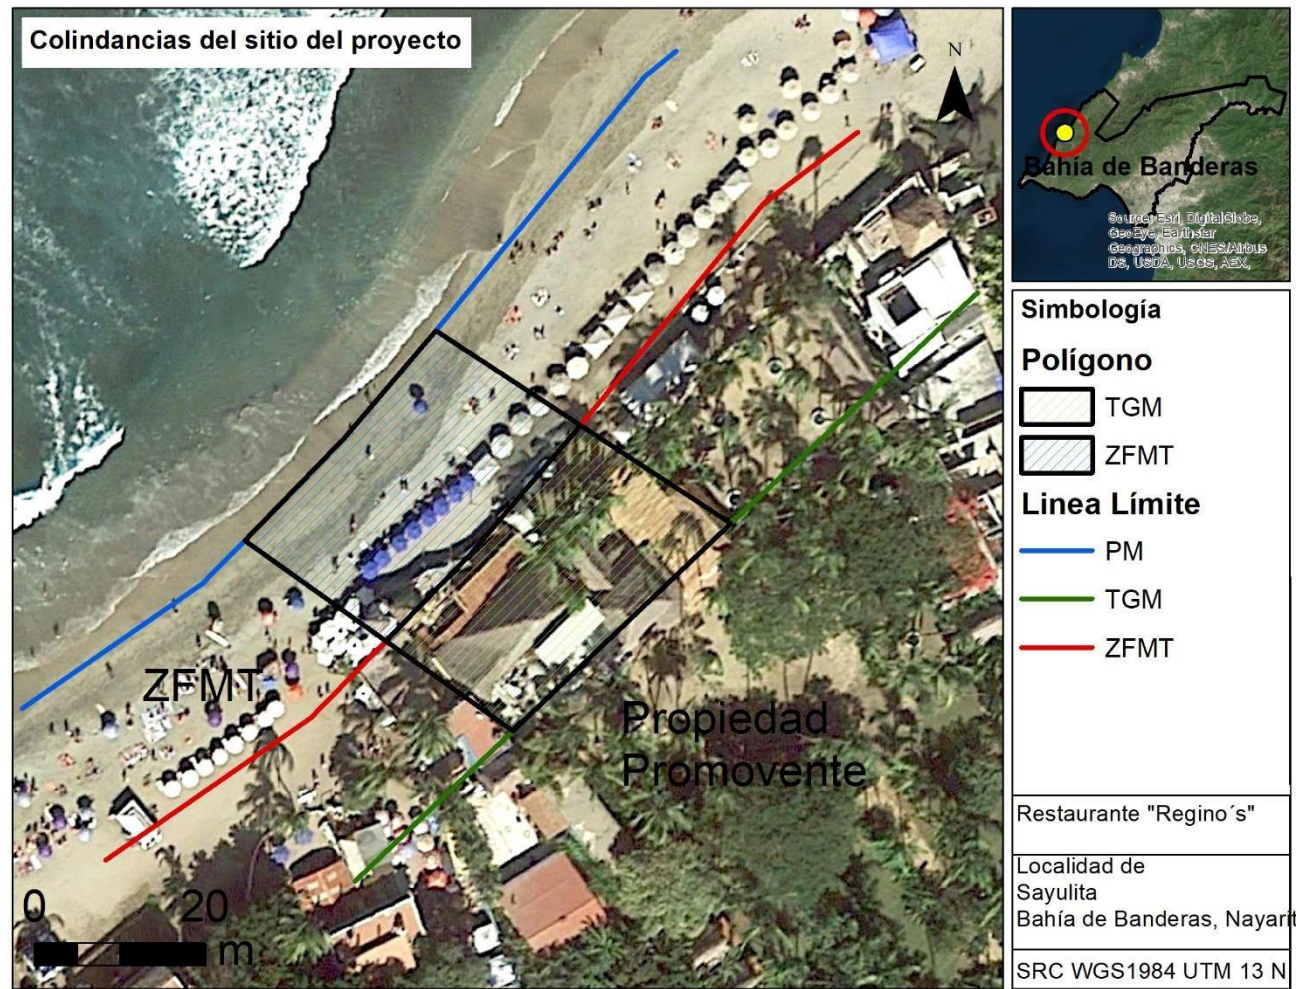 Colindancias del sitio del proyecto
N
ZFMT
Propiedad
Promovente
0 20
m
Bahía de Banderas
Source: Esri, DigitalGlobe,
GeoEye, Earthstar
Geographics, CNES/Airbus
DS, USDA, USGS, AEX,
Simbología
Polígono
TGM
ZFMT
Linea Límite
PM
TGM
ZFMT
Restaurante "Regino´s"
Localidad de
Sayulita
Bahía de Banderas, Nayarit
SRC WGS1984 UTM 13 N